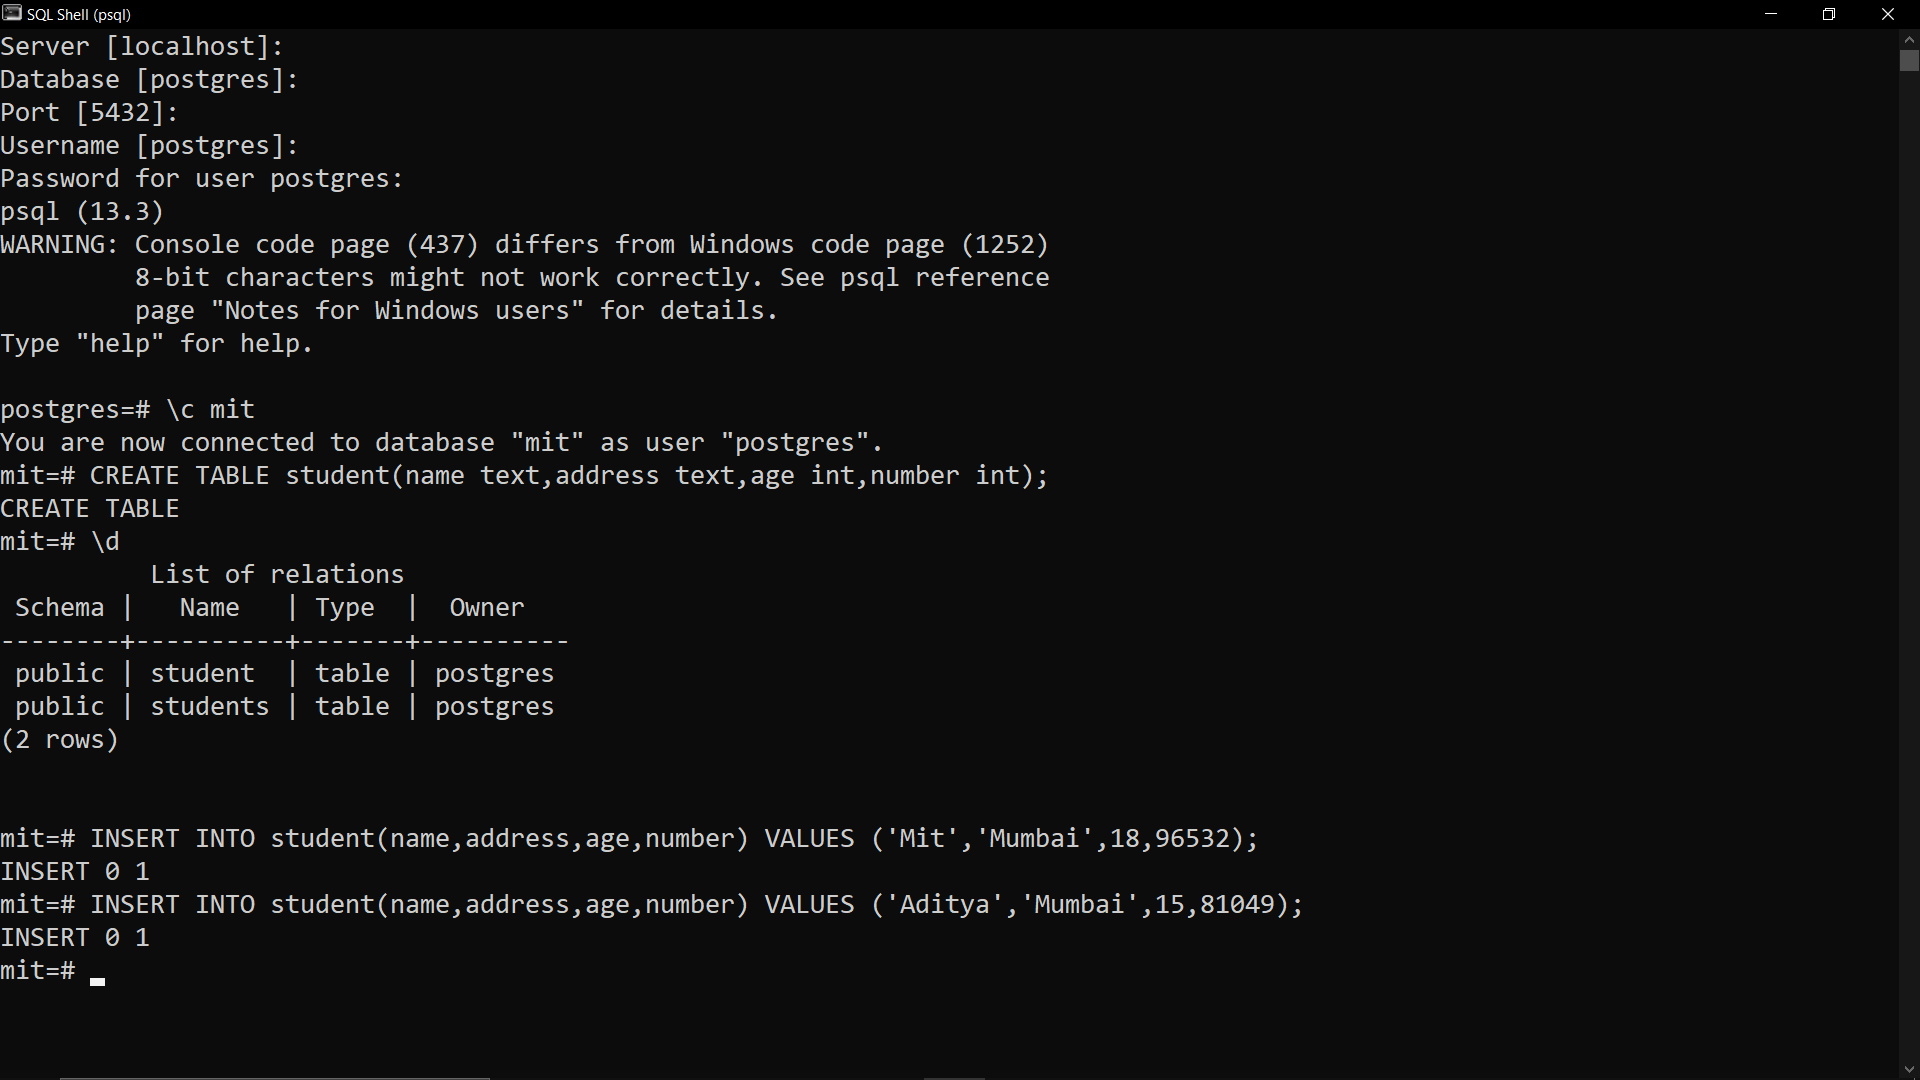 SQL Shell (psql)
Server [localhost]:
Database [postgres]:
Port [5432]:
Username [postgres]:
Password for user postgres:
psql (13.3)
WARNING: Console code page (437) differs from Windows code page (1252)
         8-bit characters might not work correctly. See psql reference
         page "Notes for Windows users" for details.
Type "help" for help.

postgres=# \c mit
You are now connected to database "mit" as user "postgres".
mit=# CREATE TABLE student(name text,address text,age int,number int);
CREATE TABLE
mit=# \d
          List of relations
 Schema |   Name   | Type  |  Owner
--------+----------+-------+----------
 public | student  | table | postgres
 public | students | table | postgres
(2 rows)


mit=# INSERT INTO student(name,address,age,number) VALUES ('Mit','Mumbai',18,96532);
INSERT 0 1
mit=# INSERT INTO student(name,address,age,number) VALUES ('Aditya','Mumbai',15,81049);
INSERT 0 1
mit=#